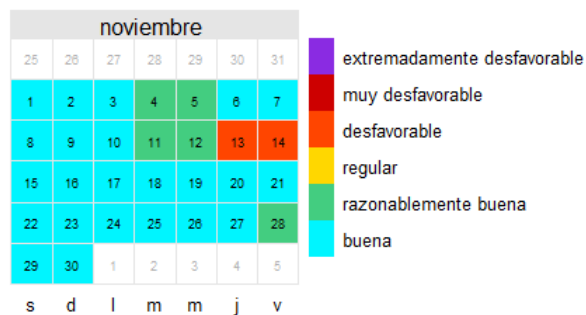 noviembre
25 26 27 28 29 30 31
1 2 3 4 5 6 7
8 9 10 11 12 13 14
15 16 17 18 19 20 21
22 23 24 25 26 27 28
29 30 1 2 3 4 5
s d l m m j v
extremadamente desfavorable
muy desfavorable
desfavorable
regular
razonablemente buena
buena